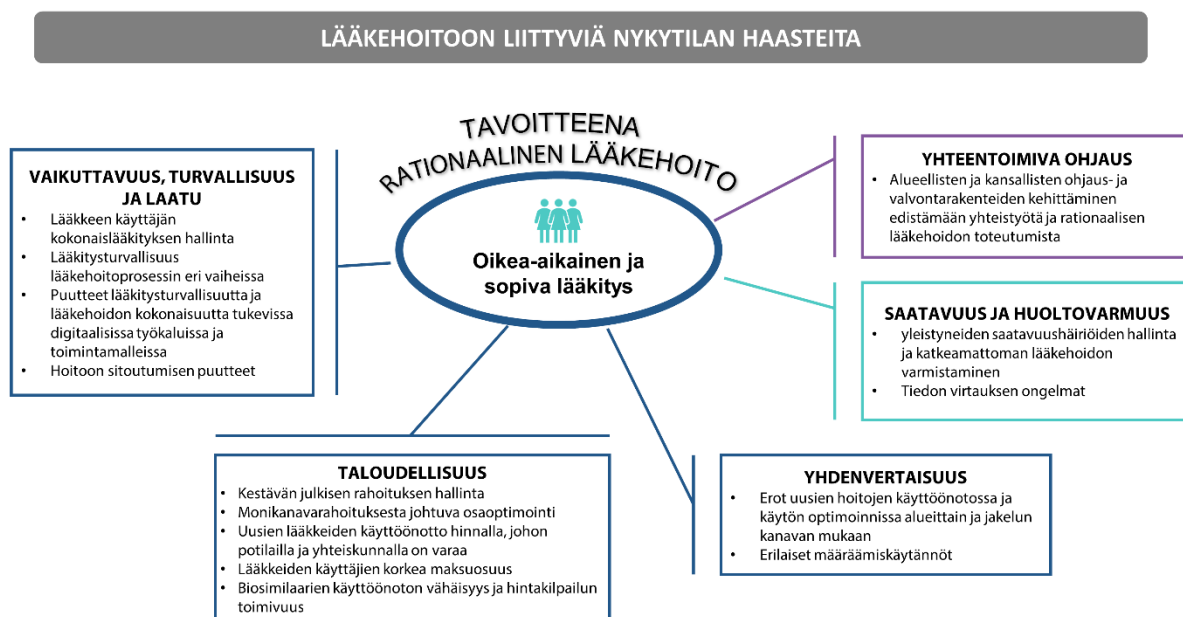 LÄÄKEHOITOON LIITTYVIÄ NYKYTILAN HAASTEITA
TAVOITTEENA
RATIONAALINEN LÄÄKEHOITO
Oikea-aikainen ja
sopiva lääkitys
VAIKUTTAVUUS, TURVALLISUUS
JA LAATU
• Lääkkeen käyttäjän
kokonaislääkityksen hallinta
• Lääkitysturvallisuus
lääkehoitoprosessin eri vaiheissa
• Puutteet lääkitysturvallisuutta ja
lääkehoidon kokonaisuutta tukevissa
digitaalisissa työkaluissa ja
toimintamalleissa
• Hoitoon sitoutumisen puutteet
YHTEENTOIMIVA OHJAUS
• Alueellisten ja kansallisten ohjaus- ja
valvontarakenteiden kehittäminen
edistämään yhteistyötä ja rationaalisen
lääkehoidon toteutumista
SAATAVUUS JA HUOLTOVARMUUS
• yleistyneiden saatavuushäiriöiden hallinta
ja katkeamattoman lääkehoidon
varmistaminen
• Tiedon virtauksen ongelmat
TALOUDELLISUUS
• Kestävän julkisen rahoituksen hallinta
• Monikanavarahoituksesta johtuva osaoptimointi
• Uusien lääkkeiden käyttöönotto hinnalla, johon
potilailla ja yhteiskunnalla on varaa
• Lääkkeiden käyttäjien korkea maksuosuus
• Biosimilaarien käyttöönoton vähäisyys ja hintakilpailun
toimivuus
YHDENVERTAISUUS
• Erot uusien hoitojen käyttöönotossa ja
käytön optimoinnissa alueittain ja jakelun
kanavan mukaan
• Erilaiset määräämiskäytännöt